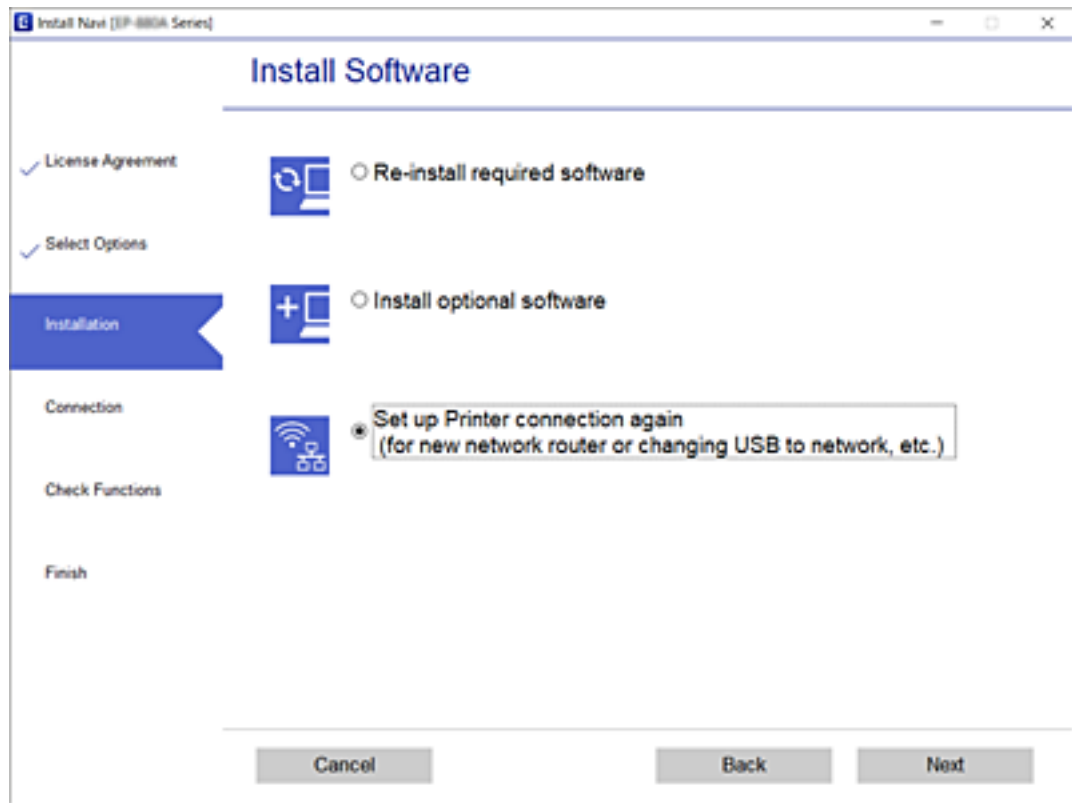 Install Navi [EP-880A Series]
Install Software
License Agreement
Select Options
Installation
Connection
Check Functions
Finish
Re-install required software
Install optional software
Set up Printer connection again
(for new network router or changing USB to network, etc.)
Cancel
Back
Next